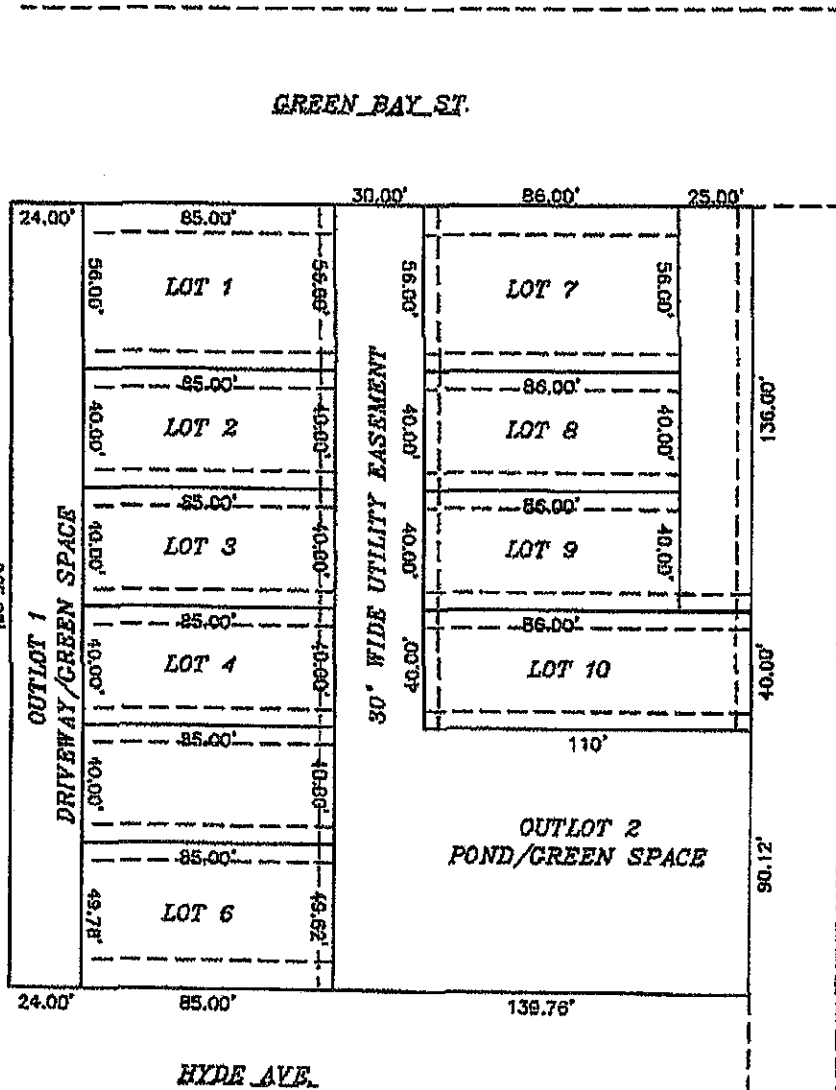 GREEN BAY ST.
30.00' 86.00' 25.00'
24.00' 85.00'
56.00' LOT 1 56.00' 56.00' LOT 7 56.00'
85.00' 86.00'
40.00' LOT 2 40.00' 40.00' LOT 8 40.00' 136.00'
85.00' 86.00'
40.00' LOT 3 40.00' 40.00' LOT 9 40.00'
85.00' 86.00'
40.00' LOT 4 40.00' 40.00' LOT 10 40.00'
85.00' 110'
40.00' 40.00'
85.00'
49.78' LOT 6 49.62'
OUTLOT 1
DRIVEWAY/GREEN SPACE
30' WIDE UTILITY EASEMENT
OUTLOT 2
POND/GREEN SPACE
90.12'
24.00' 85.00' 139.76'
HYDE AVE.